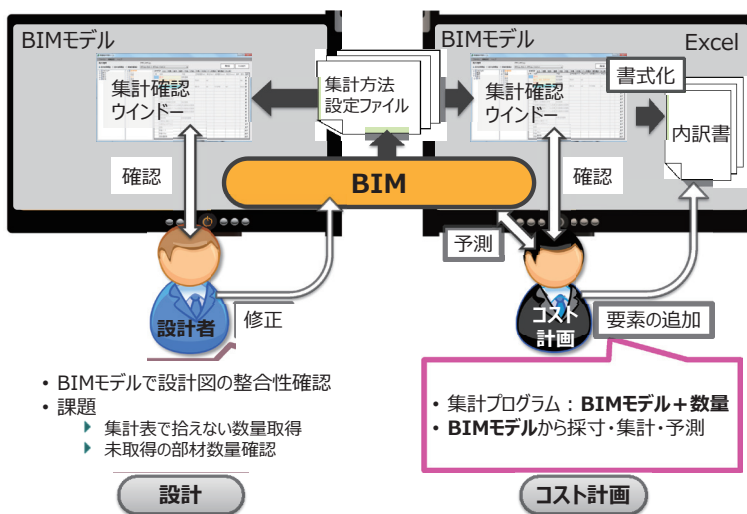 BIMモデル
集計確認
ウインドー
集計方法
設定ファイル
BIMモデル
Excel
集計確認
ウインドー
書式化
内訳書
確認
BIM
確認
予測
設計者
修正
コスト
計画
要素の追加
• BIMモデルで設計図の整合性確認
• 課題
集計表で拾えない数量取得
未取得の部材数量確認
• 集計プログラム：BIMモデル＋数量
• BIMモデルから採寸・集計・予測
設計
コスト計画